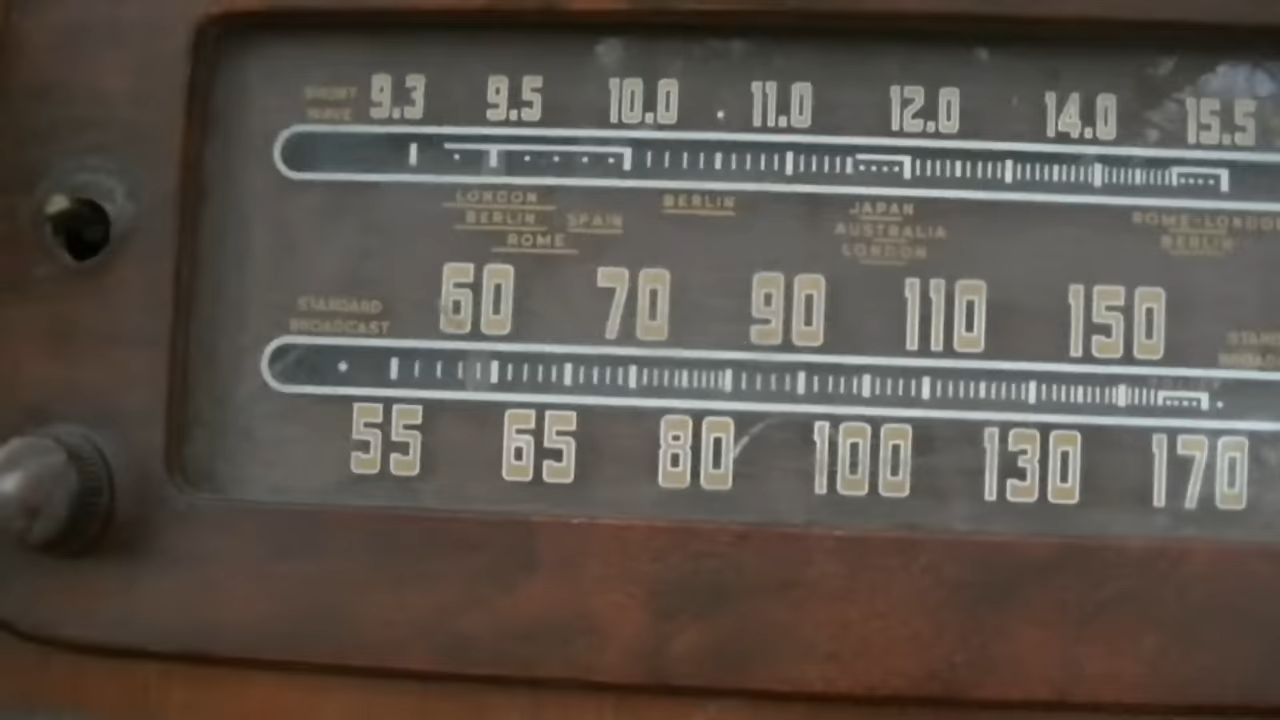 SHORT WAVE 9.3 9.5 10.0 11.0 12.0 14.0 15.5
LONDON BERLIN JAPAN ROME-LONDON
BERLIN SPAIN AUSTRALIA BERLIN
ROME LONDON
STANDARD BROADCAST 60 70 90 110 150
55 65 80 100 130 170